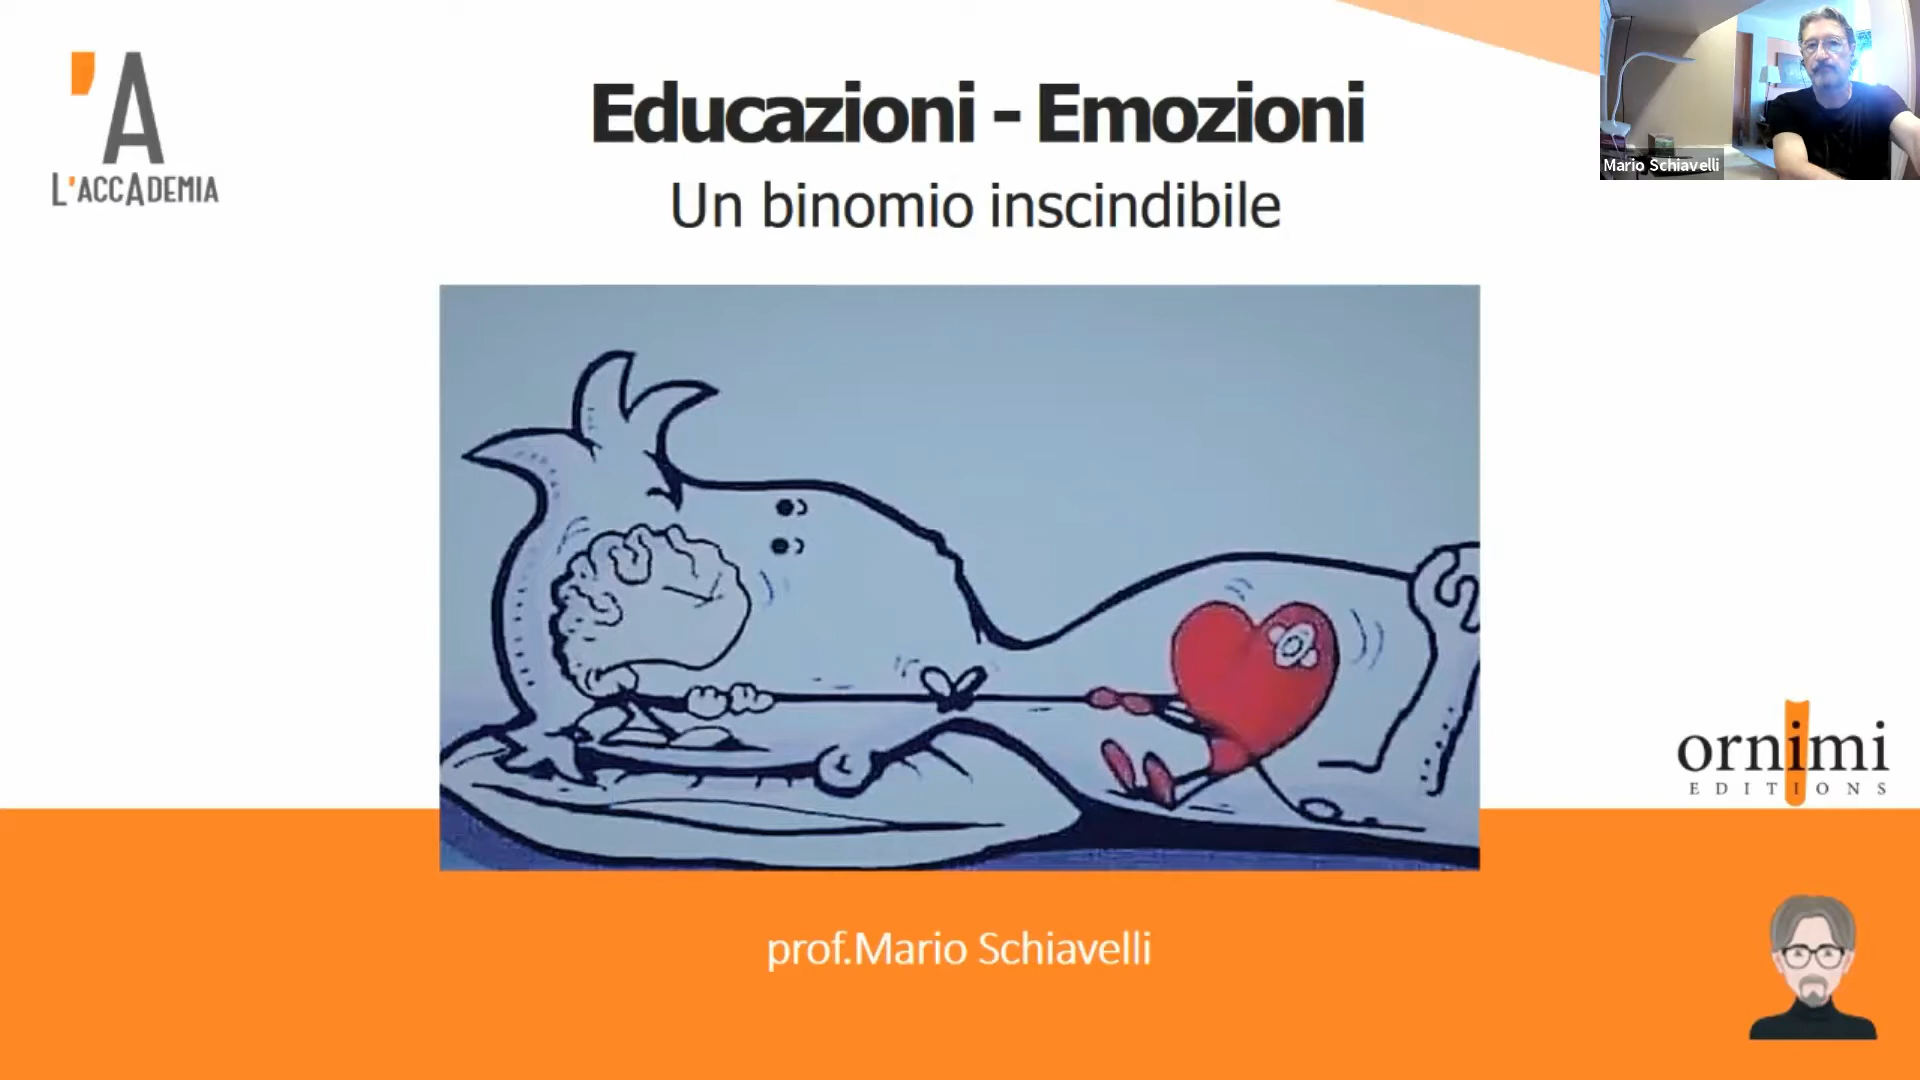 'A
L'ACCADEMIA
Educazioni - Emozioni
Un binomio inscindibile
Mario Schiavelli
ornimi
EDITIONS
prof.Mario Schiavelli